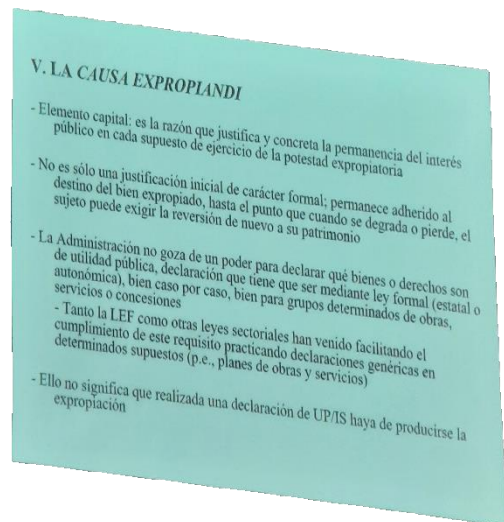 V. LA CAUSA EXPROPIANDI
- Elemento capital: es la razón que justifica y concreta la permanencia del interés
público en cada supuesto de ejercicio de la potestad expropiatoria
- No es sólo una justificación inicial de carácter formal; permanece adherido al
destino del bien expropiado, hasta el punto que cuando se degrada o pierde, el
sujeto puede exigir la reversión de nuevo a su patrimonio
- La Administración no goza de un poder para declarar qué bienes o derechos son
de utilidad pública, declaración que tiene que ser mediante ley formal (estatal o
autonómica), bien caso por caso, bien para grupos determinados de obras,
servicios o concesiones
- Tanto la LEF como otras leyes sectoriales han venido facilitando el
cumplimiento de este requisito practicando declaraciones genéricas en
determinados supuestos (p.e., planes de obras y servicios)
- Ello no significa que realizada una declaración de UP/IS haya de producirse la
expropiación